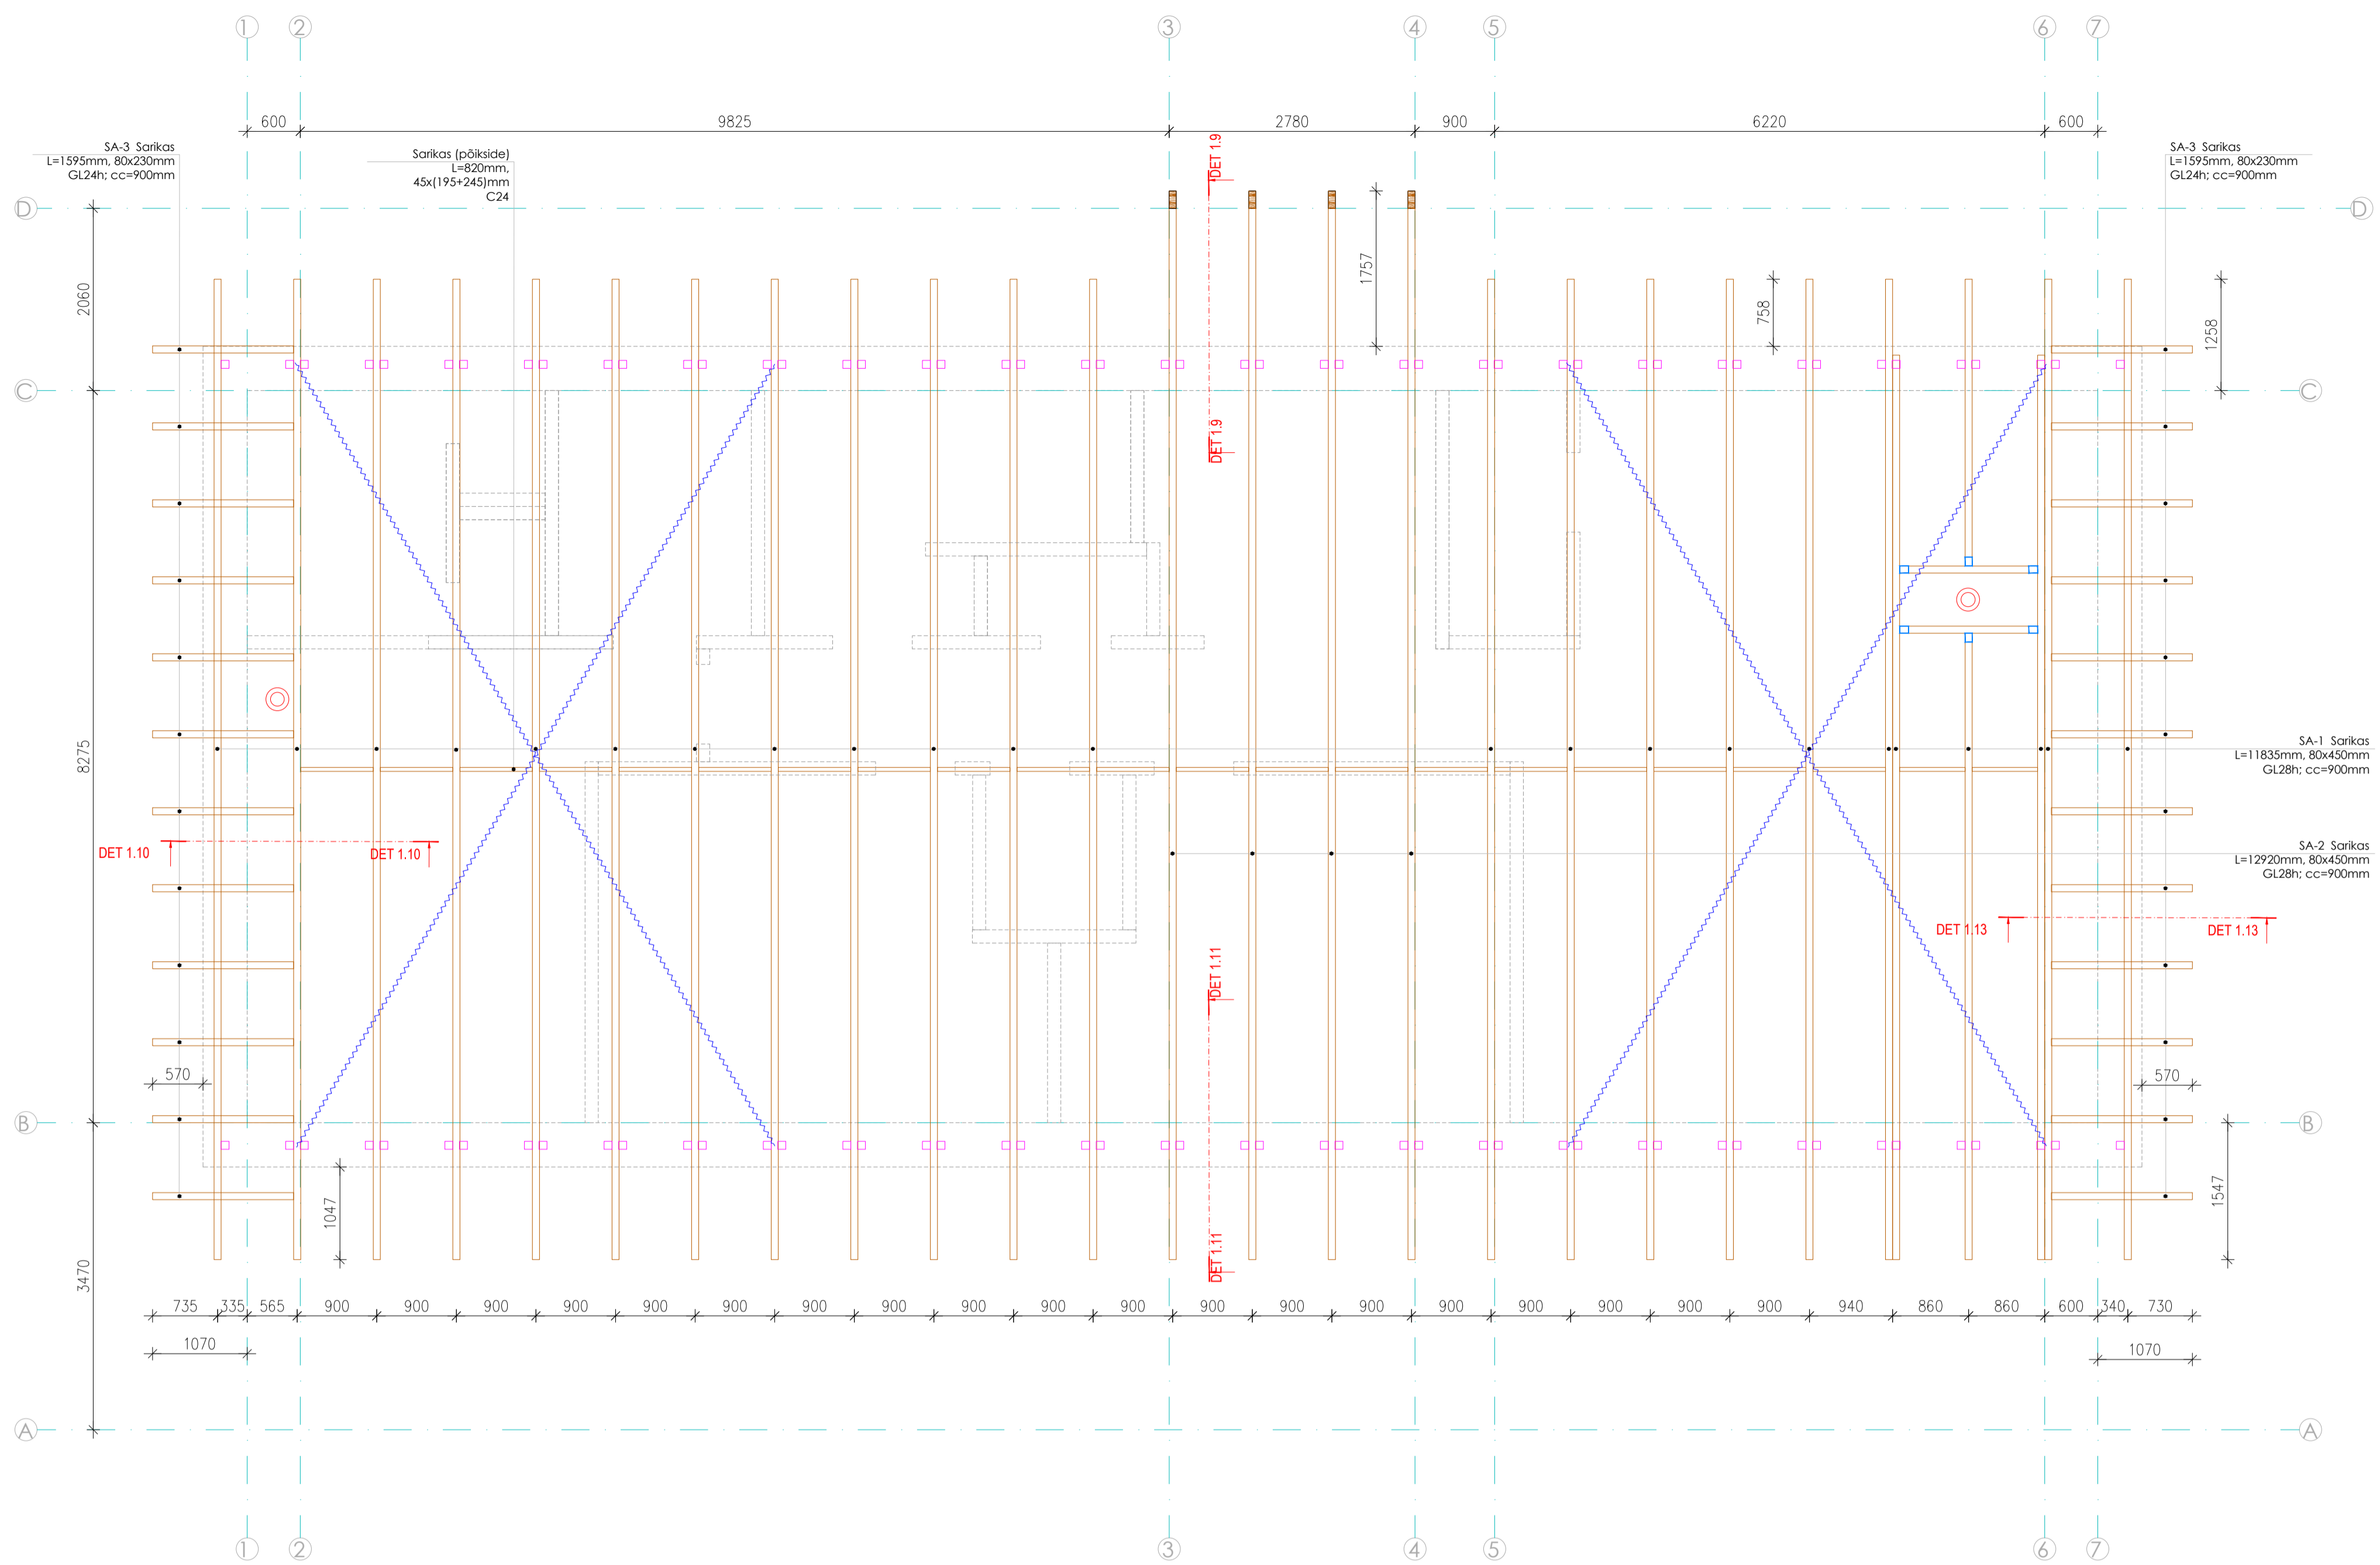 1 2 3 4 5 6 7
600 9825 2780 900 6220 600
SA-3 Sarikas
L=1595mm, 80x230mm
GL24h; cc=900mm
Sarikas (põikside)
L=820mm,
45x(195+245)mm
C24
DET 1.9
SA-3 Sarikas
L=1595mm, 80x230mm
GL24h; cc=900mm
D D
2060
1757
758
1258
C C
DET 1.9
8275
SA-1 Sarikas
L=11835mm, 80x450mm
GL28h; cc=900mm
DET 1.10 DET 1.10
SA-2 Sarikas
L=12920mm, 80x450mm
GL28h; cc=900mm
DET 1.13 DET 1.13
DET 1.11
570 570
B B
1047
1547
3470
DET 1.11
735 335 565 900 900 900 900 900 900 900 900 900 900 900 900 900 900 900 900 900 900 900 940 860 860 600 340 730
1070 1070
A A
1 2 3 4 5 6 7